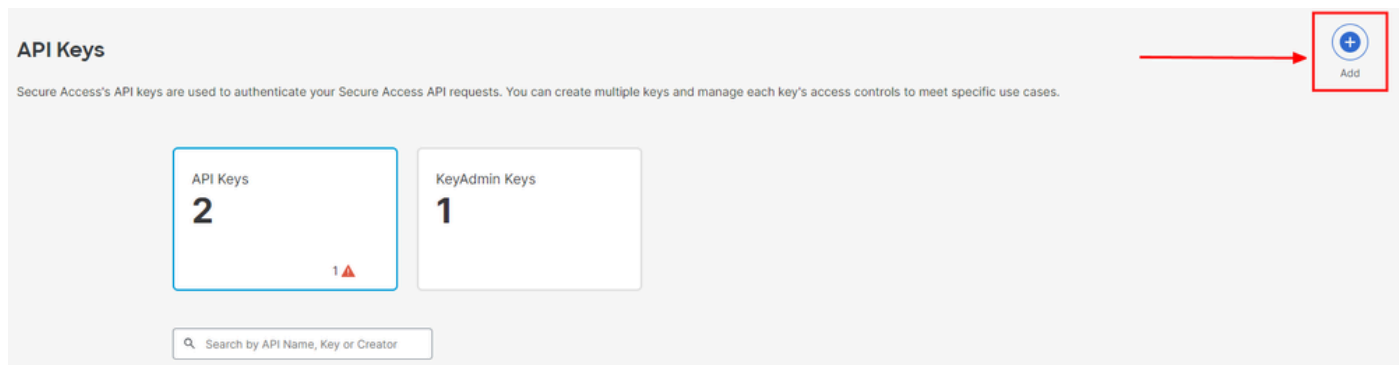 API Keys
Add
Secure Access's API keys are used to authenticate your Secure Access API requests. You can create multiple keys and manage each key's access controls to meet specific use cases.
API Keys
2
1
KeyAdmin Keys
1
Search by API Name, Key or Creator